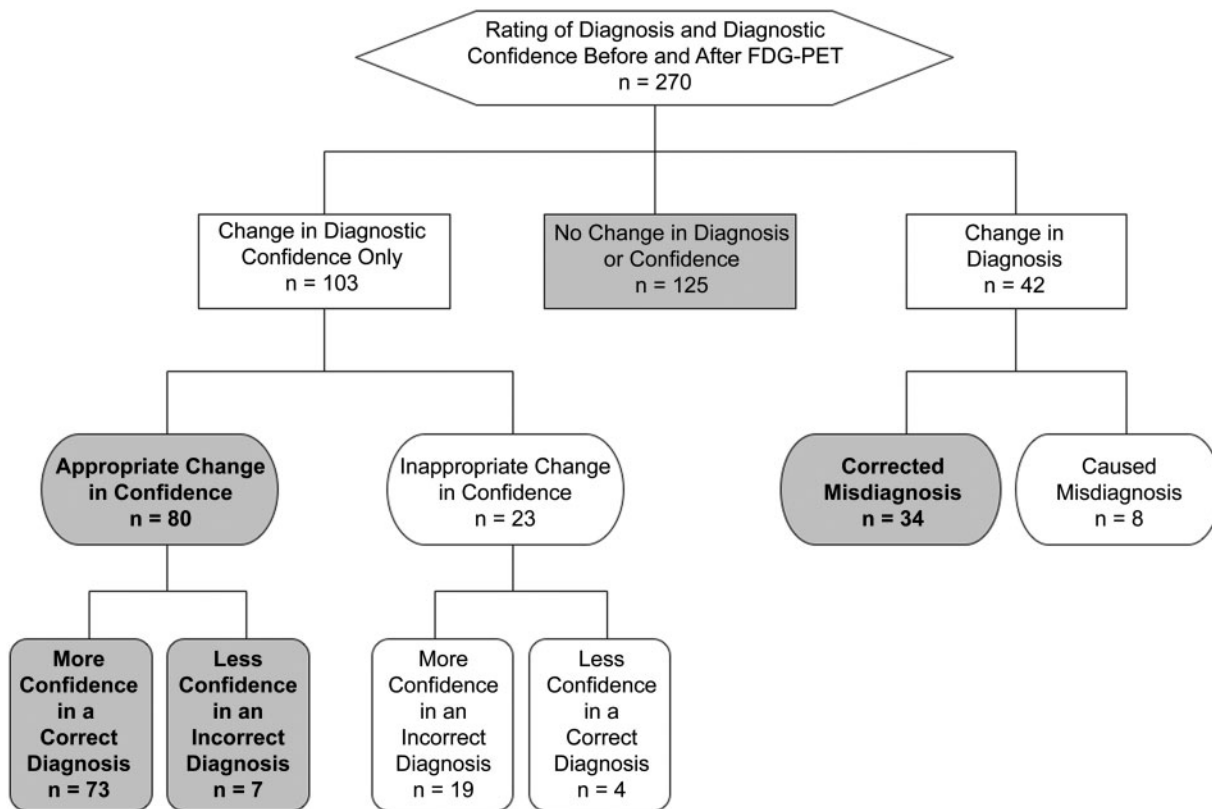 Rating of Diagnosis and Diagnostic
Confidence Before and After FDG-PET
n = 270
Change in Diagnostic
Confidence Only
n = 103
No Change in Diagnosis
or Confidence
n = 125
Change in
Diagnosis
n = 42
Appropriate Change
in Confidence
n = 80
Inappropriate Change
in Confidence
n = 23
Corrected
Misdiagnosis
n = 34
Caused
Misdiagnosis
n = 8
More
Confidence
in a
Correct
Diagnosis
n = 73
Less
Confidence
in an
Incorrect
Diagnosis
n = 7
More
Confidence
in an
Incorrect
Diagnosis
n = 19
Less
Confidence
in a
Correct
Diagnosis
n = 4